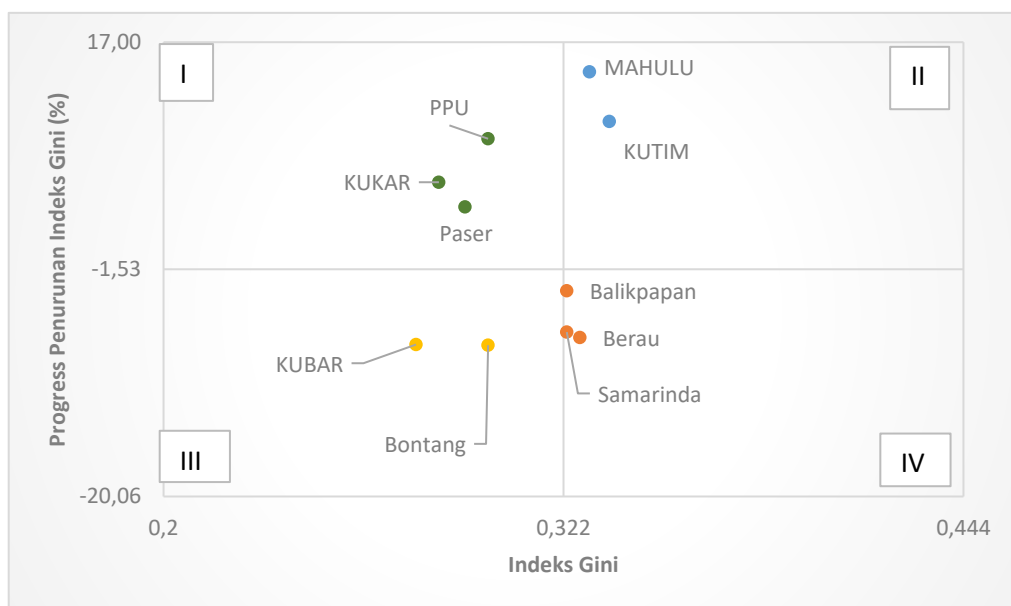 17,00
I
II
MAHULU
PPU
KUTIM
KUKAR
Paser
Progress Penurunan Indeks Gini (%)
-1,53
Balikpapan
Berau
KUBAR
Samarinda
Bontang
III
IV
-20,06
0,2
0,322
0,444
Indeks Gini